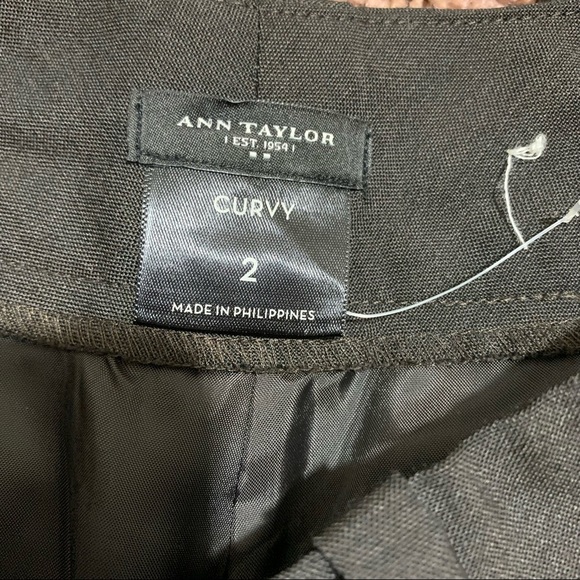 ANN TAYLOR
EST. 1954
CURVY
2
MADE IN PHILIPPINES